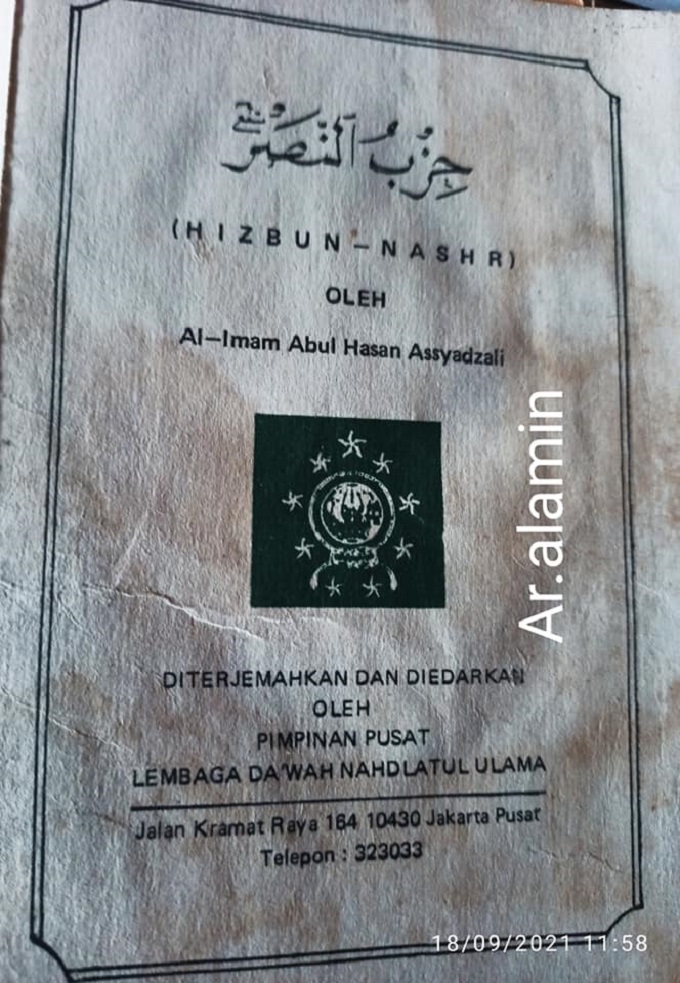 حِزْبُ النَّصْرِ
(HIZBUN–NASHR)
OLEH
Al–Imam Abul Hasan Assyadzali
Ar.alamin
DITERJEMAHKAN DAN DIEDARKAN
OLEH
PIMPINAN PUSAT
LEMBAGA DA'WAH NAHDLATUL ULAMA
Jalan Kramat Raya 164 10430 Jakarta Pusat
Telepon : 323033
18/09/2021 11:58